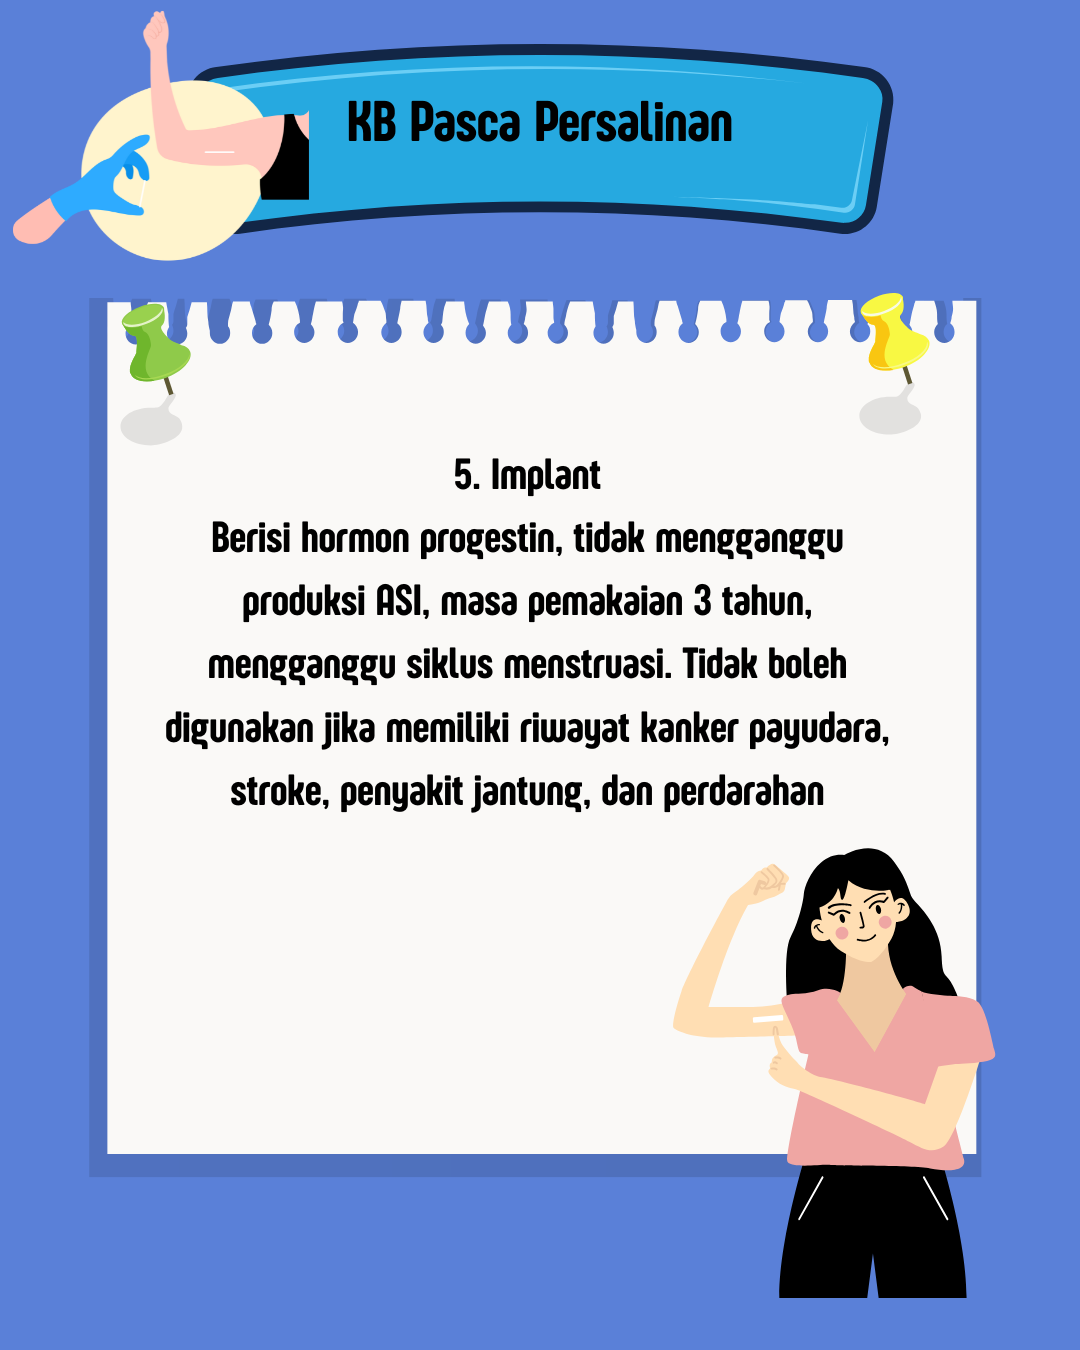 KB Pasca Persalinan
5. Implant
Berisi hormon progestin, tidak mengganggu
produksi ASI, masa pemakaian 3 tahun,
mengganggu siklus menstruasi. Tidak boleh
digunakan jika memiliki riwayat kanker payudara,
stroke, penyakit jantung, dan perdarahan